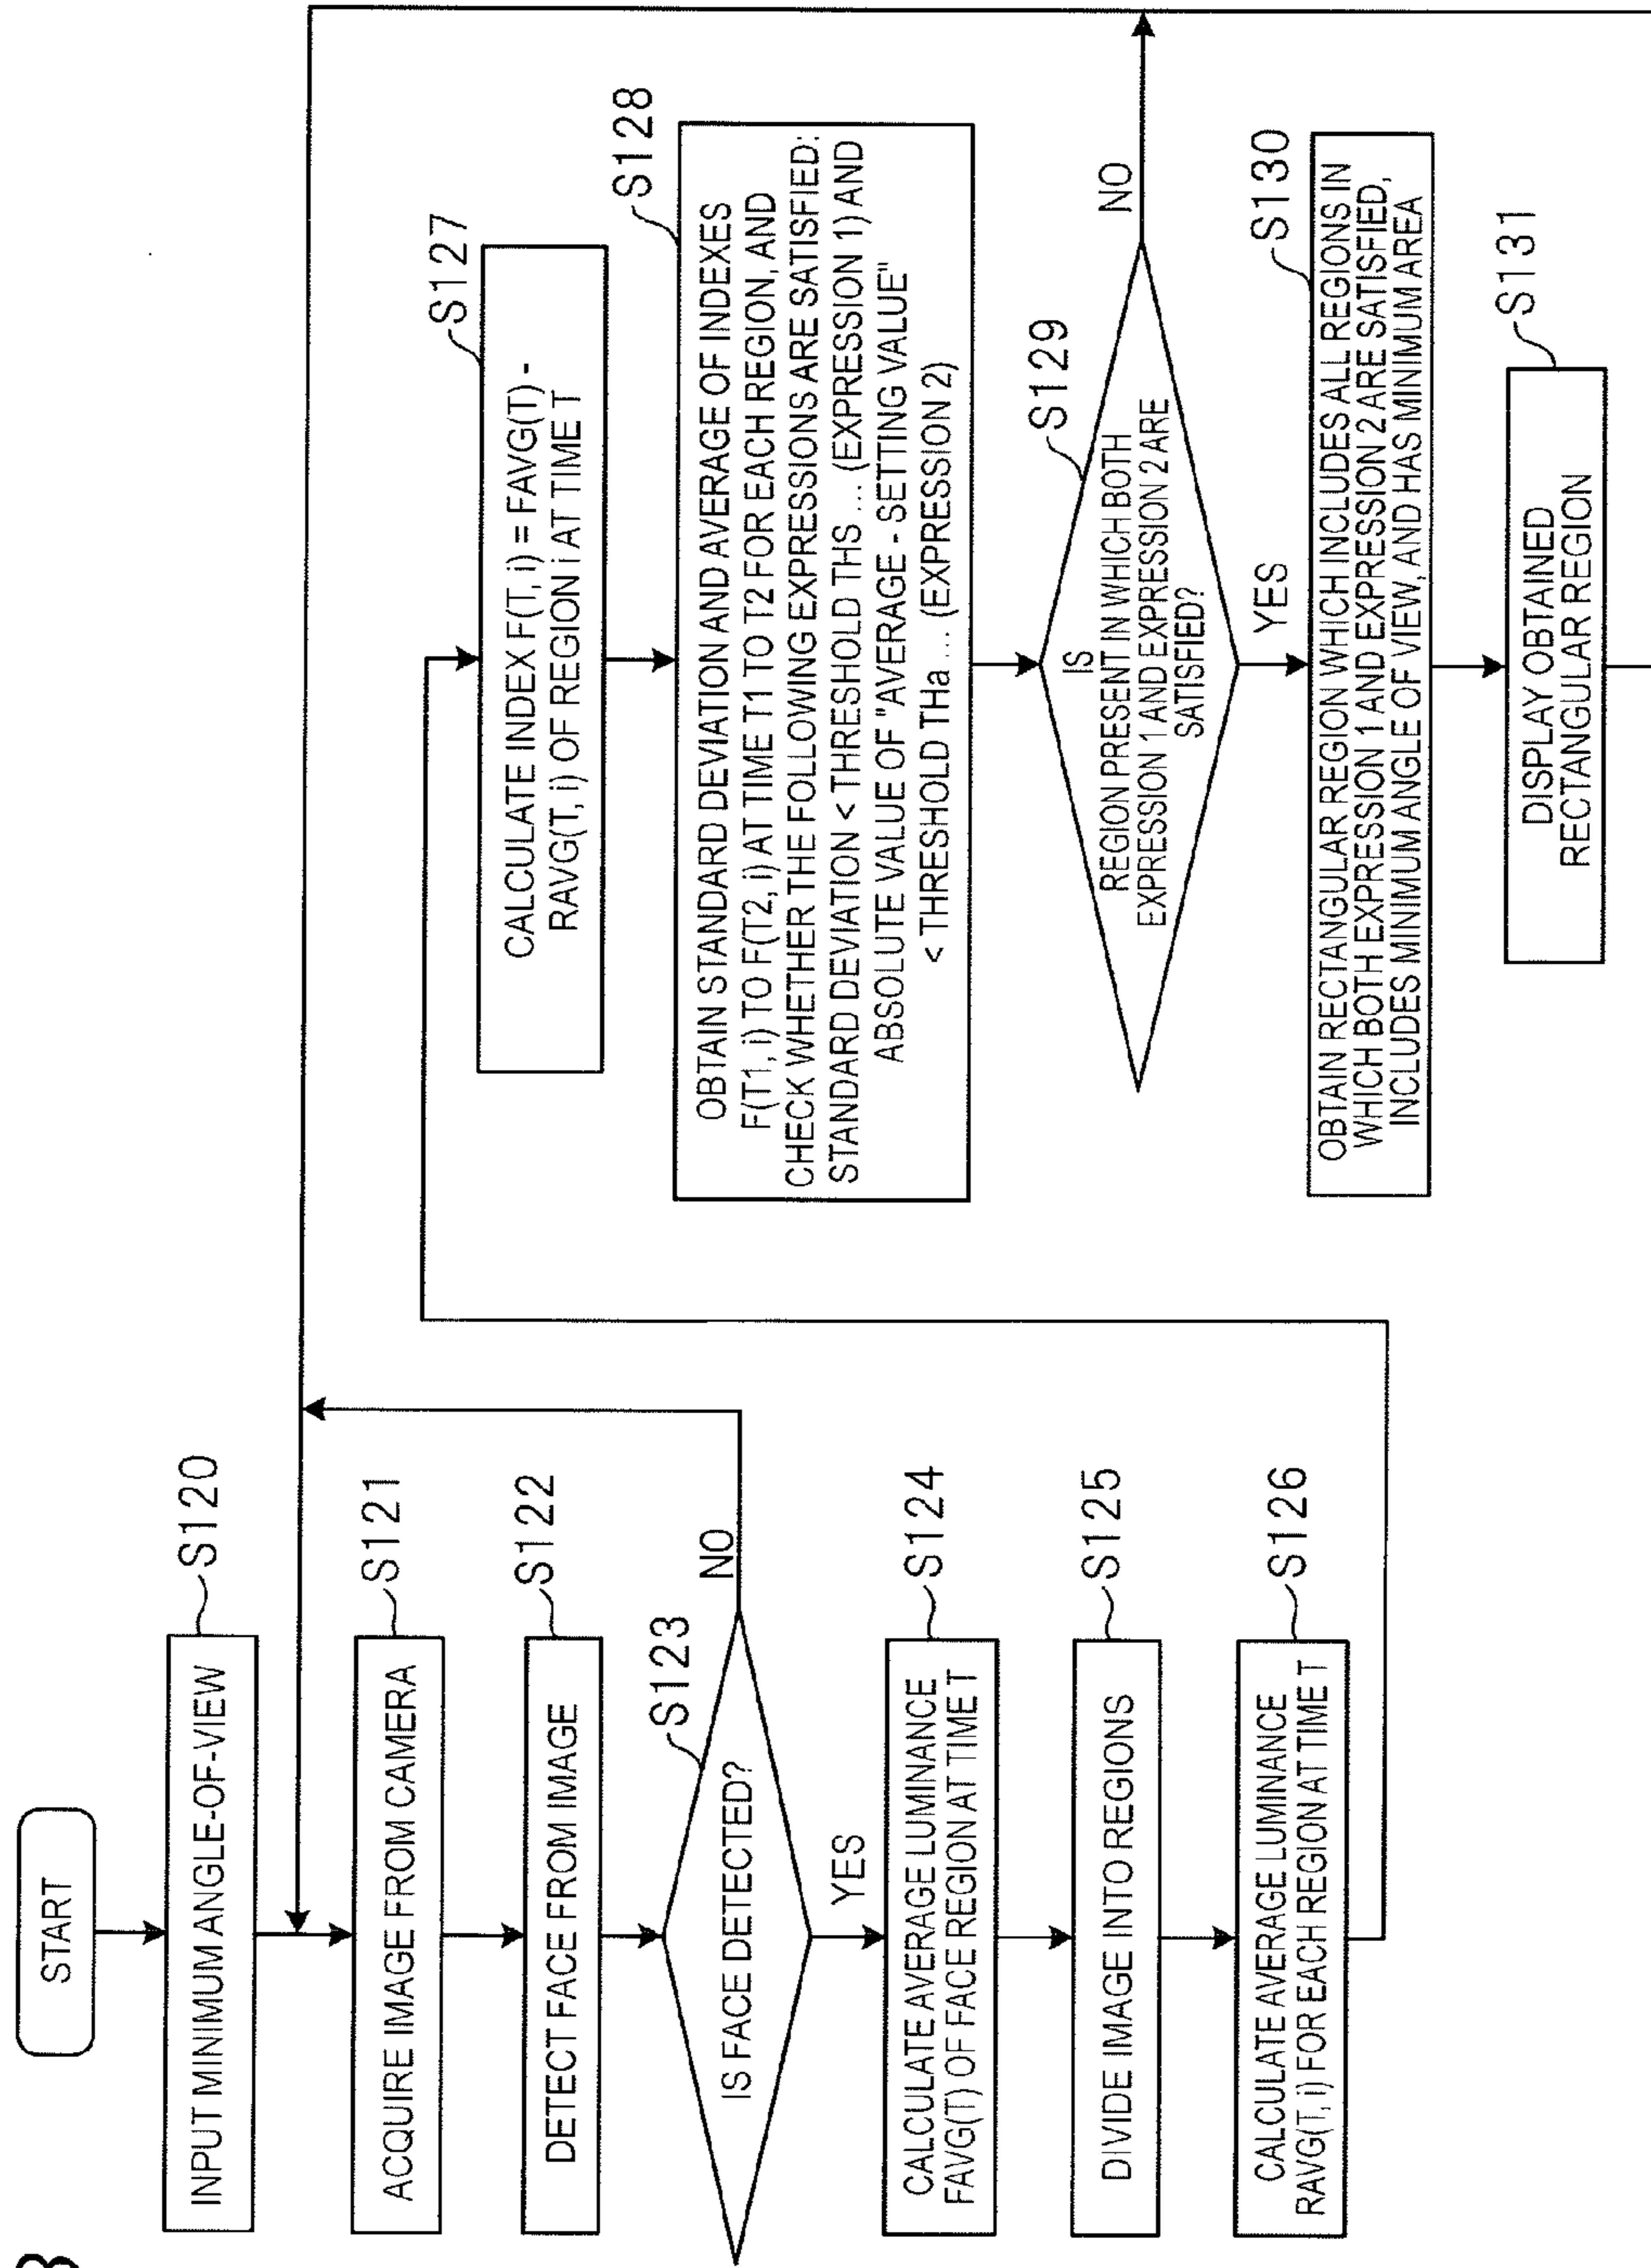 8
START
INPUT MINIMUM ANGLE-OF-VIEW
S120
ACQUIRE IMAGE FROM CAMERA
S121
DETECT FACE FROM IMAGE
S122
IS FACE DETECTED?
S123
NO
YES
CALCULATE AVERAGE LUMINANCE
FAVG(T) OF FACE REGION AT TIME T
S124
DIVIDE IMAGE INTO REGIONS
S125
CALCULATE AVERAGE LUMINANCE
RAVG(T, i) FOR EACH REGION AT TIME T
S126
CALCULATE INDEX F(T, i) = FAVG(T) -
RAVG(T, i) OF REGION i AT TIME T
S127
OBTAIN STANDARD DEVIATION AND AVERAGE OF INDEXES
F(T1, i) TO F(T2, i) AT TIME T1 TO T2 FOR EACH REGION, AND
CHECK WHETHER THE FOLLOWING EXPRESSIONS ARE SATISFIED:
STANDARD DEVIATION < THRESHOLD THS ... (EXPRESSION 1) AND
ABSOLUTE VALUE OF "AVERAGE - SETTING VALUE"
< THRESHOLD THa ... (EXPRESSION 2)
S128
IS
REGION PRESENT IN WHICH BOTH
EXPRESSION 1 AND EXPRESSION 2 ARE
SATISFIED?
S129
NO
YES
OBTAIN RECTANGULAR REGION WHICH INCLUDES ALL REGIONS IN
WHICH BOTH EXPRESSION 1 AND EXPRESSION 2 ARE SATISFIED,
INCLUDES MINIMUM ANGLE OF VIEW, AND HAS MINIMUM AREA
S130
DISPLAY OBTAINED
RECTANGULAR REGION
S131